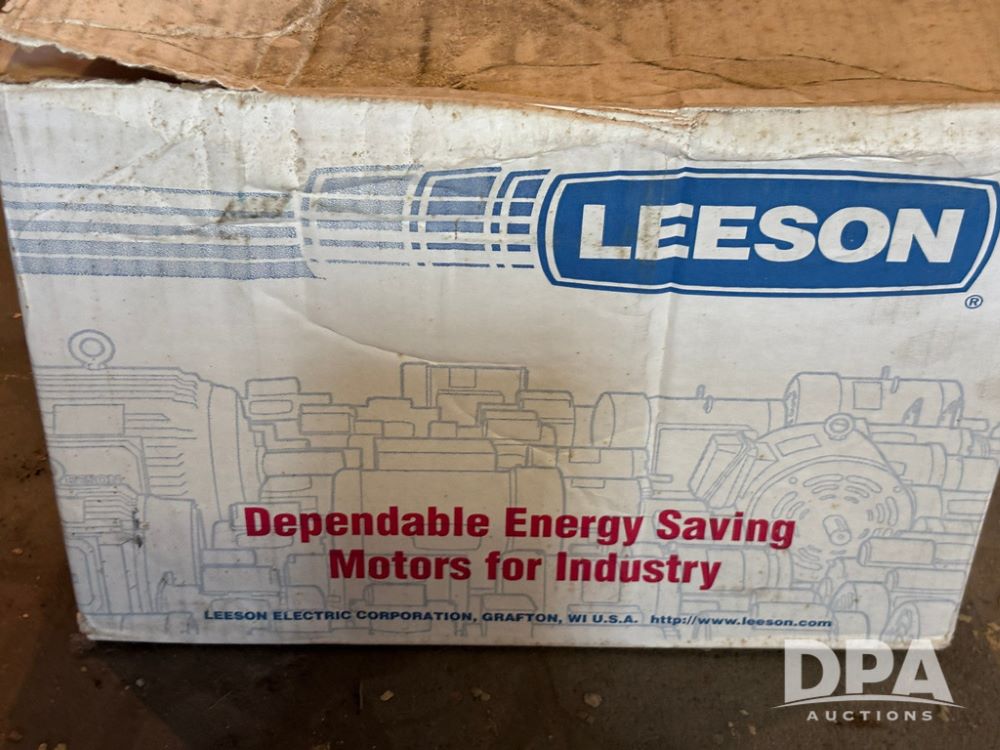 LEESON
®
Dependable Energy Saving
Motors for Industry
LEESON ELECTRIC CORPORATION, GRAFTON, WI U.S.A. http://www.leeson.com
DPA
AUCTIONS